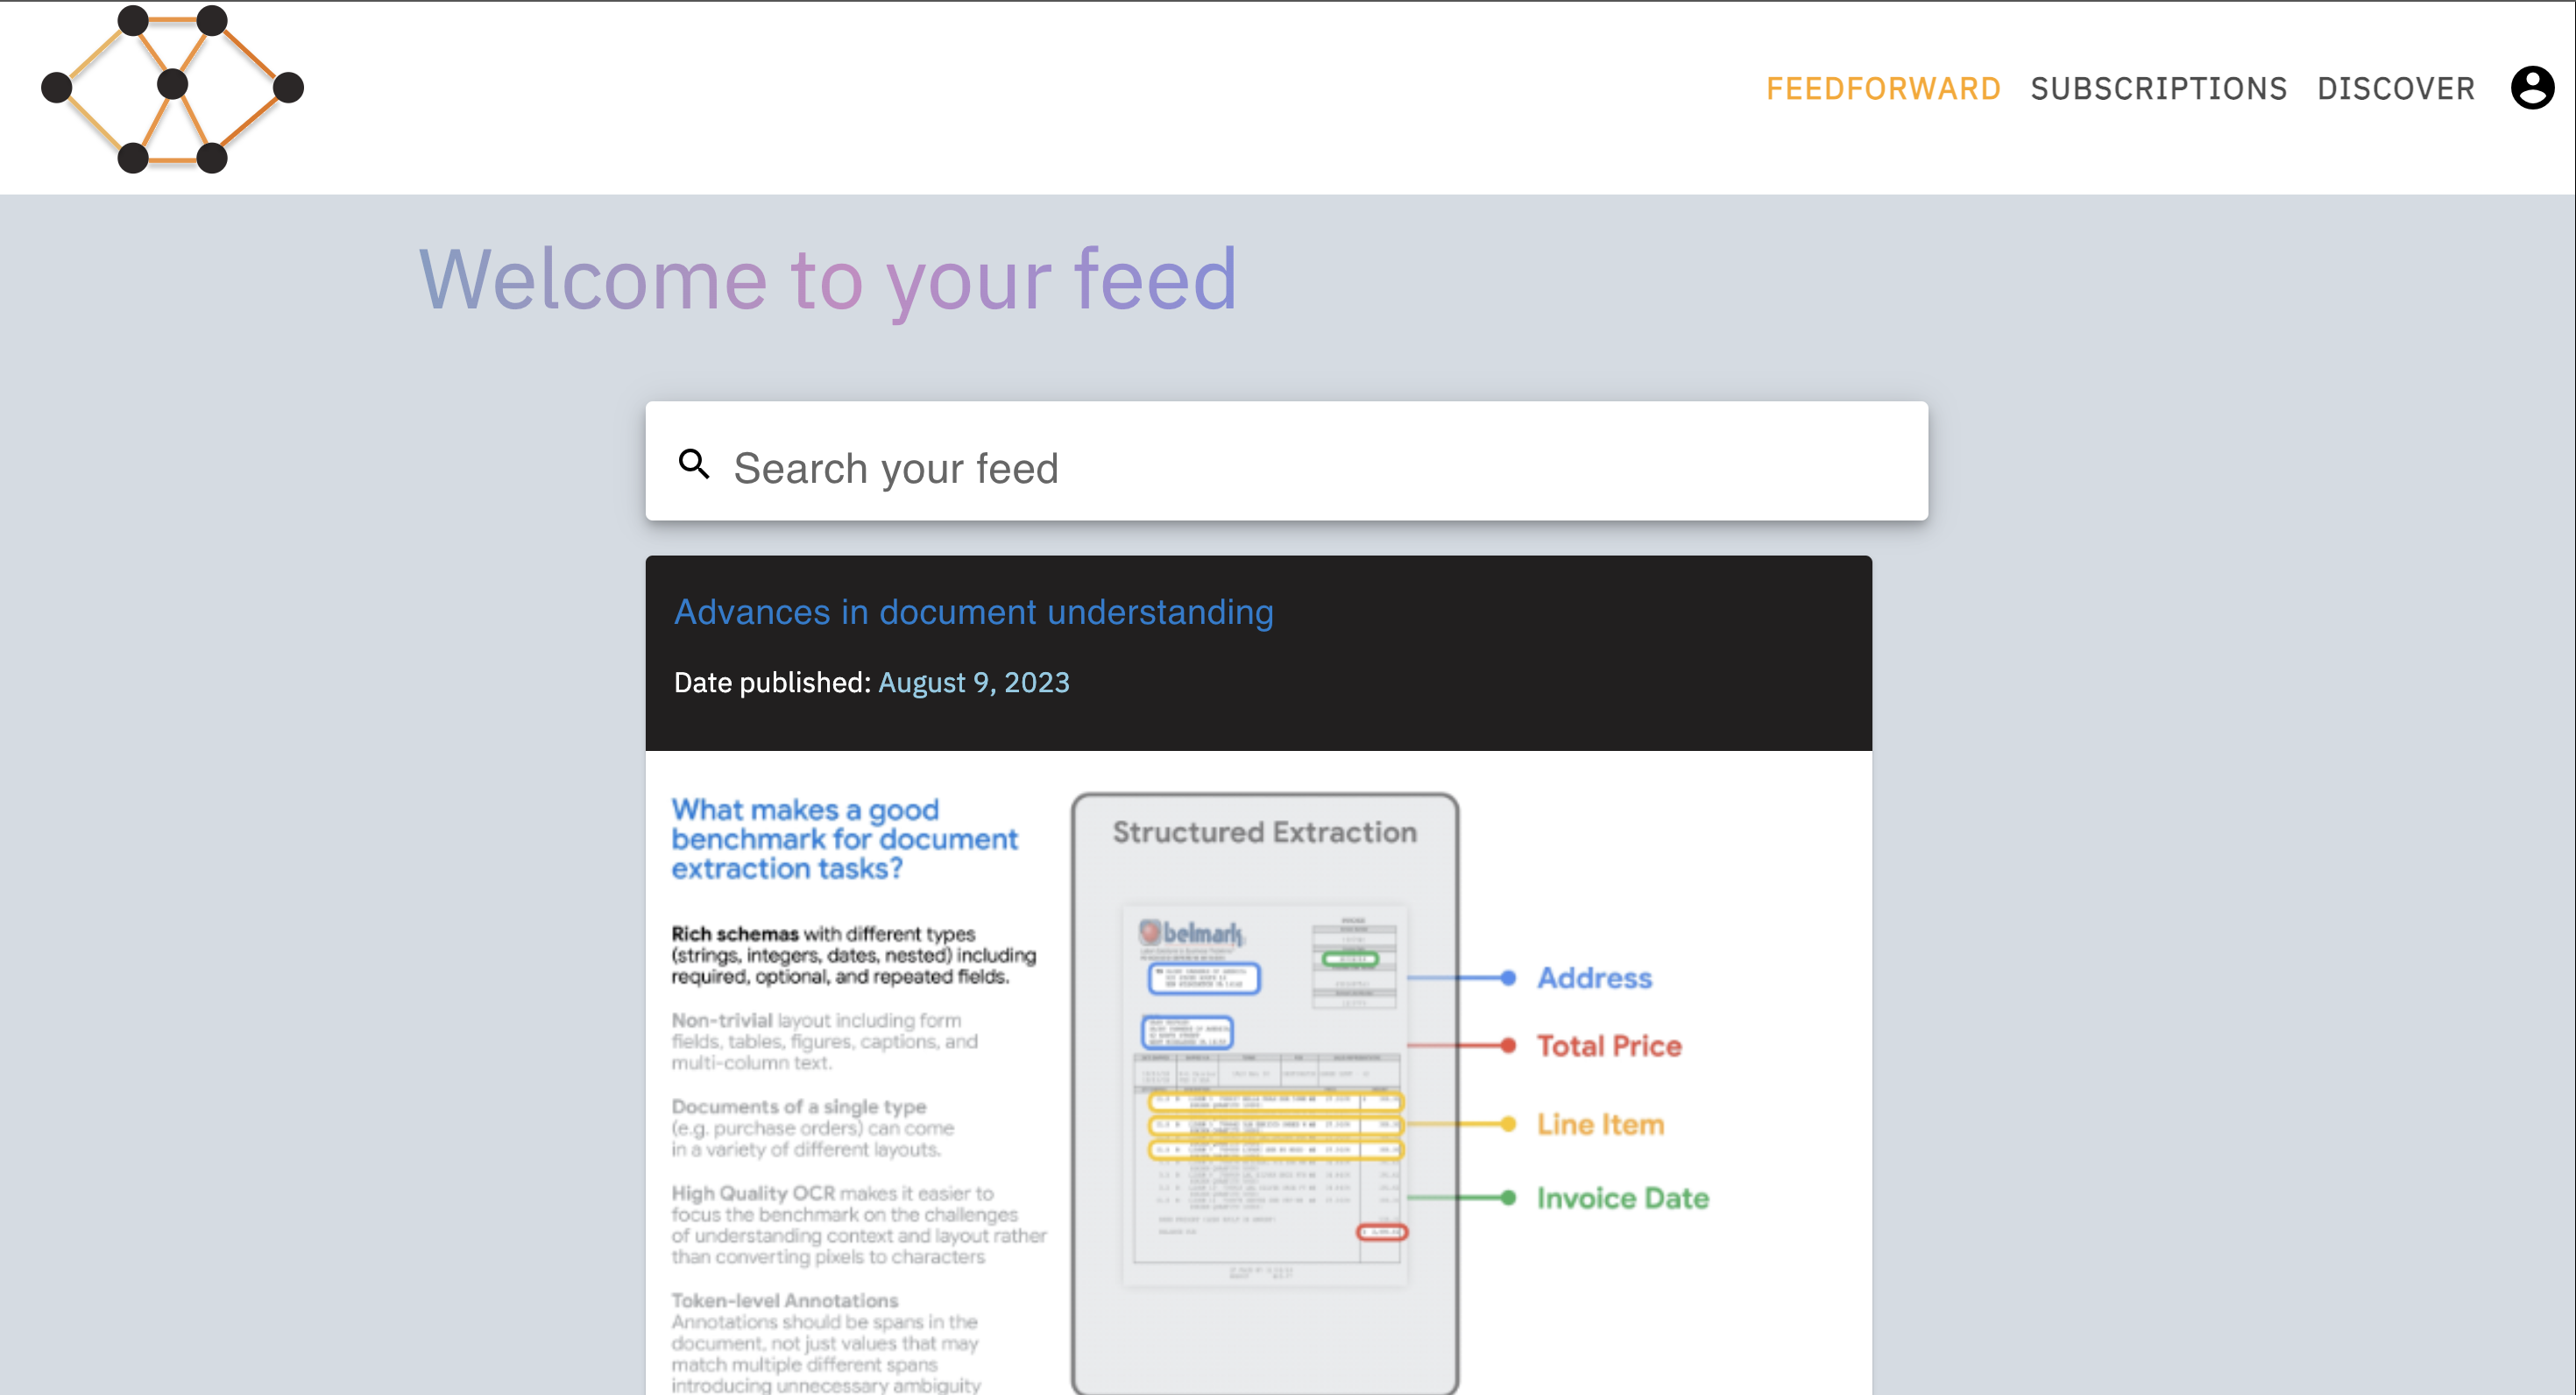 FEEDFORWARD SUBSCRIPTIONS DISCOVER
Welcome to your feed
Search your feed
Advances in document understanding
Date published: August 9, 2023
What makes a good
benchmark for document
extraction tasks?
Rich schemas with different types
(strings, integers, dates, nested) including
required, optional, and repeated fields.
Non-trivial layout including form
fields, tables, figures, captions, and
multi-column text.
Documents of a single type
(e.g. purchase orders) can come
in a variety of different layouts.
High Quality OCR makes it easier to
focus the benchmark on the challenges
of understanding context and layout rather
than converting pixels to characters
Token-level Annotations
Annotations should be spans in the
document, not just values that may
match multiple different spans
introducing unnecessary ambiguity
Structured Extraction
belmark
Address
Total Price
Line Item
Invoice Date